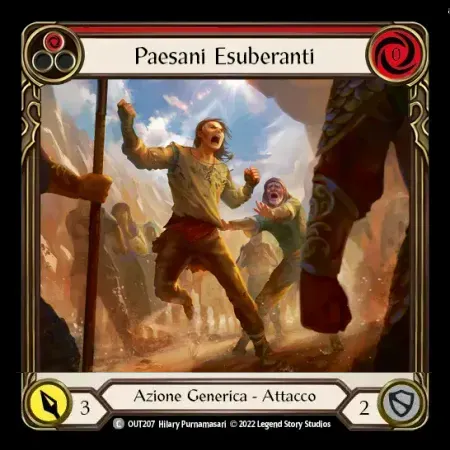 Paesani Esuberanti
0
3
Azione Generica - Attacco
2
C OUT207 Hilary Purnamasari © 2022 Legend Story Studios